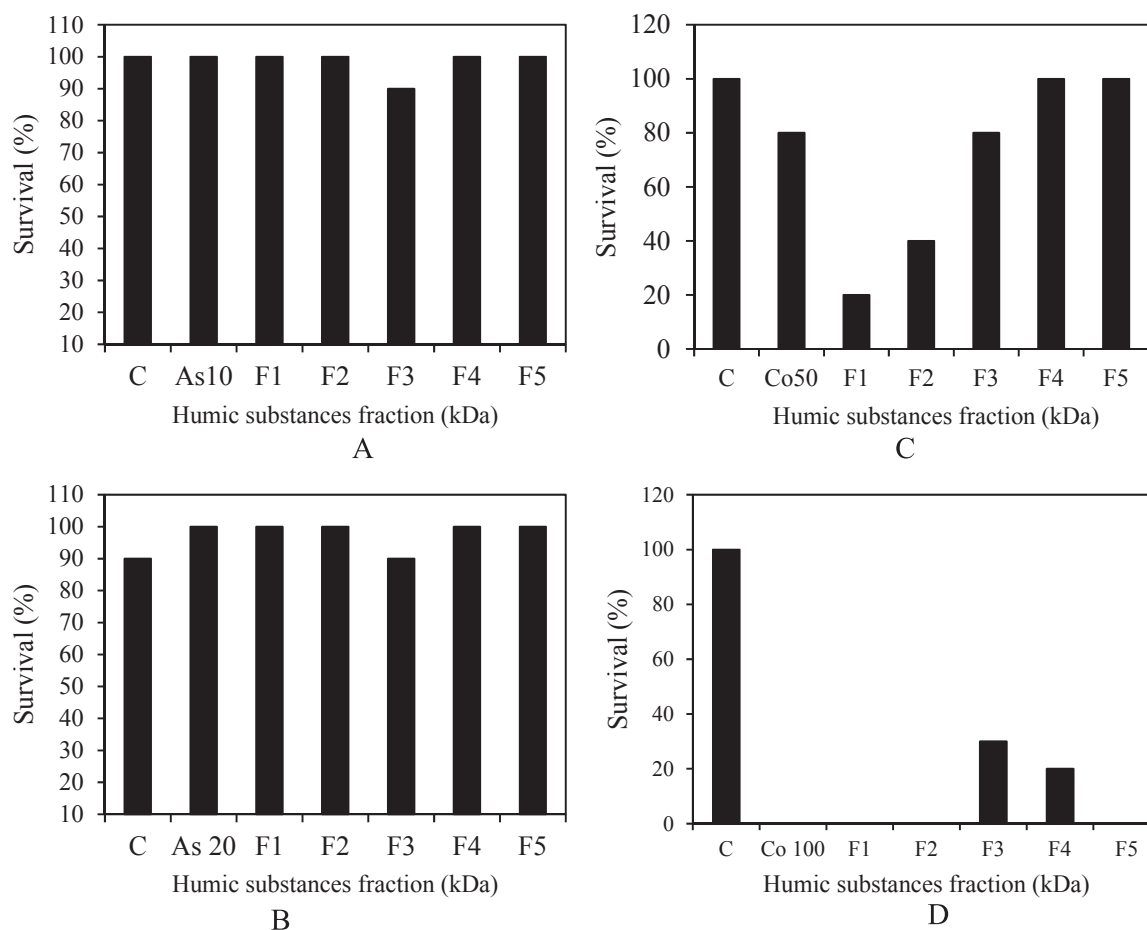 110
100
90
80
70
60
50
40
30
20
10
Survival (%)
C As10 F1 F2 F3 F4 F5
Humic substances fraction (kDa)
A
120
100
80
60
40
20
0
Survival (%)
C Co50 F1 F2 F3 F4 F5
Humic substances fraction (kDa)
C
110
100
90
80
70
60
50
40
30
20
10
Survival (%)
C As 20 F1 F2 F3 F4 F5
Humic substances fraction (kDa)
B
120
100
80
60
40
20
0
Survival (%)
C Co 100 F1 F2 F3 F4 F5
Humic substances fraction (kDa)
D